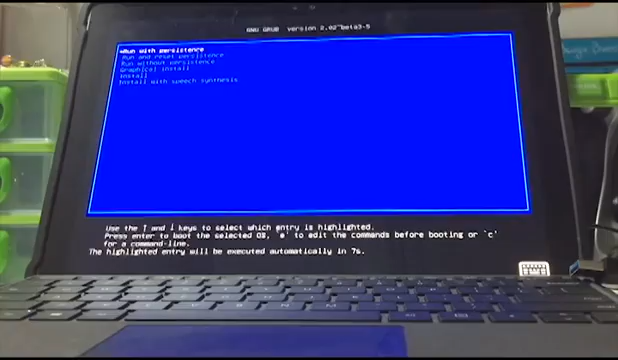 GNU GRUB version 2.02~beta3-5
*Run with persistence
Run and reset persistence
Run without persistence
Graphical install
Install
Install with speech synthesis
Use the ↑ and ↓ keys to select which entry is highlighted.
Press enter to boot the selected OS, `e' to edit the commands before booting or `c'
for a command-line.
The highlighted entry will be executed automatically in 7s.